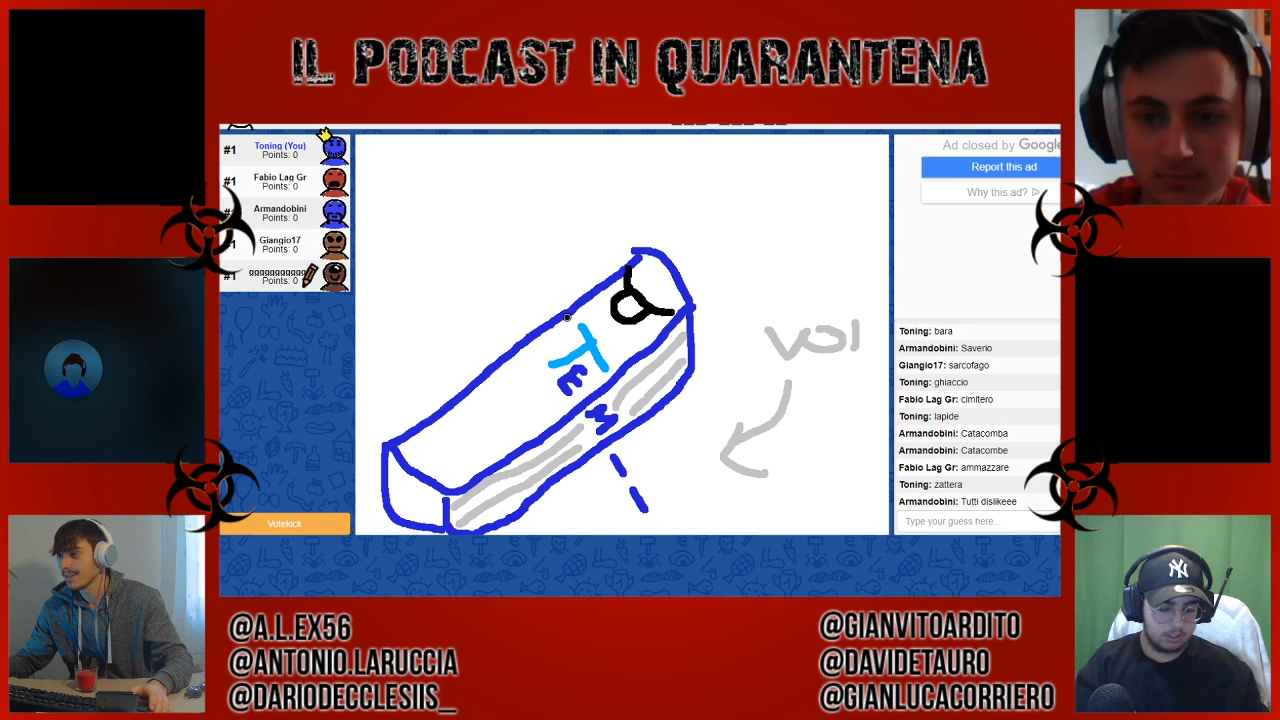 IL PODCAST IN QUARANTENA
#1 Toning (You)
Points: 0
#1 Fabio Lag Gr
Points: 0
Armandobini
Points: 0
#1 Giangio17
Points: 0
#1 ggggggggggg
Points: 0
Votekick
T
E
M
VOI
Ad closed by Google
Report this ad
Why this ad?
Toning: bara
Armandobini: Saverio
Giangio17: sarcofago
Toning: ghiaccio
Fabio Lag Gr: cimitero
Toning: lapide
Armandobini: Catacomba
Armandobini: Catacombe
Fabio Lag Gr: ammazzare
Toning: zattera
Armandobini: Tutti dislikeee
Type your guess here...
NY
@A.L.EX56
@ANTONIO.LARUCCIA
@DARIODECCLESIIS_
@GIANVITOARDITO
@DAVIDETAURO
@GIANLUCACORRIERO